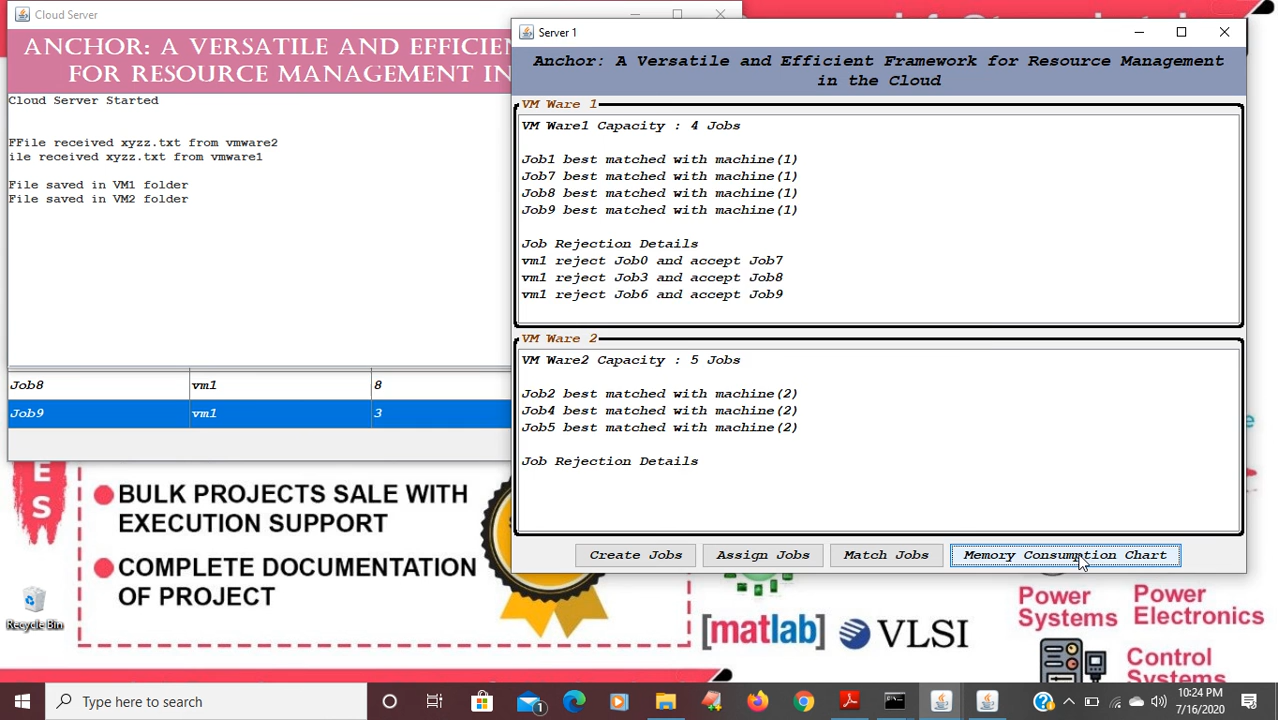 Cloud Server
ANCHOR: A VERSATILE AND EFFICIEN
FOR RESOURCE MANAGEMENT IN
Cloud Server Started
FFile received xyzz.txt from vmware2
ile received xyzz.txt from vmware1
File saved in VM1 folder
File saved in VM2 folder
Job8 vm1 8
Job9 vm1 3
Server 1
Anchor: A Versatile and Efficient Framework for Resource Management
in the Cloud
VM Ware 1
VM Ware1 Capacity : 4 Jobs
Job1 best matched with machine(1)
Job7 best matched with machine(1)
Job8 best matched with machine(1)
Job9 best matched with machine(1)
Job Rejection Details
vm1 reject Job0 and accept Job7
vm1 reject Job3 and accept Job8
vm1 reject Job6 and accept Job9
VM Ware 2
VM Ware2 Capacity : 5 Jobs
Job2 best matched with machine(2)
Job4 best matched with machine(2)
Job5 best matched with machine(2)
Job Rejection Details
Create Jobs Assign Jobs Match Jobs Memory Consumption Chart
E
S
BULK PROJECTS SALE WITH
EXECUTION SUPPORT
COMPLETE DOCUMENTATION
OF PROJECT
Recycle Bin
[matlab] VLSI
Power
Systems
Power
Electronics
Control
Systems
Type here to search
1
10:24 PM
7/16/2020